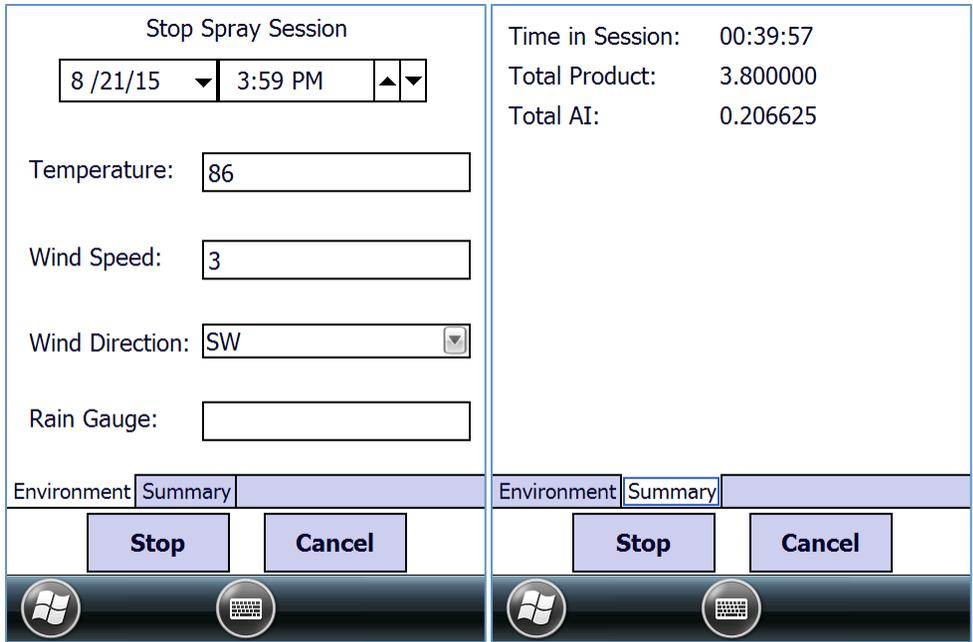 Stop Spray Session
8 /21/15 3:59 PM
Temperature: 86
Wind Speed: 3
Wind Direction: SW
Rain Gauge:
Environment Summary
Stop Cancel
Time in Session: 00:39:57
Total Product: 3.800000
Total AI: 0.206625
Environment Summary
Stop Cancel